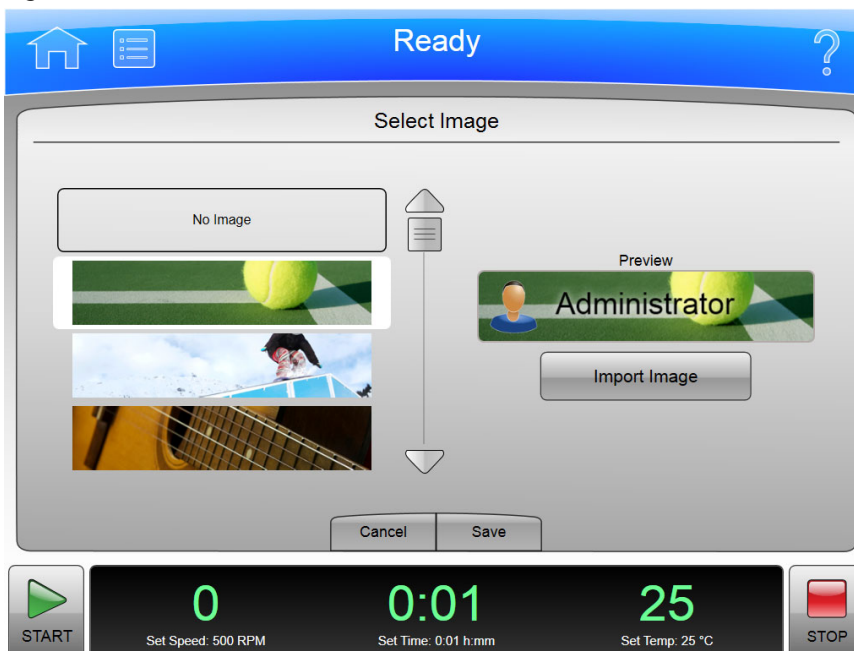 Ready
Select Image
No Image
Preview
Administrator
Import Image
Cancel
Save
START
0
Set Speed: 500 RPM
0:01
Set Time: 0:01 h:mm
25
Set Temp: 25 °C
STOP